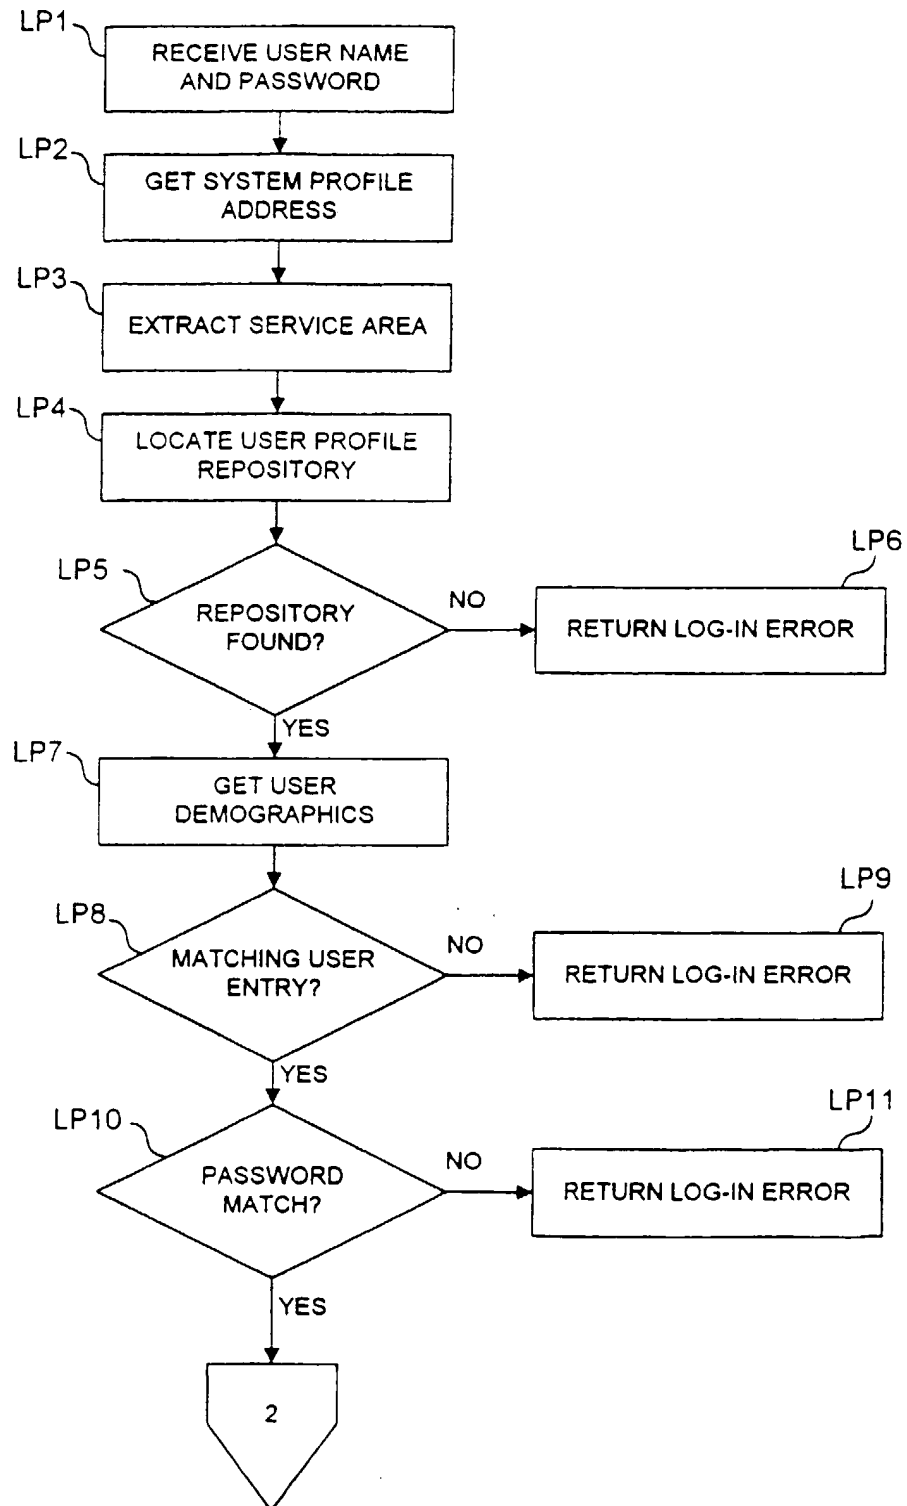 LP1
RECEIVE USER NAME
AND PASSWORD
LP2
GET SYSTEM PROFILE
ADDRESS
LP3
EXTRACT SERVICE AREA
LP4
LOCATE USER PROFILE
REPOSITORY
LP5
REPOSITORY
FOUND?
NO
LP6
RETURN LOG-IN ERROR
YES
LP7
GET USER
DEMOGRAPHICS
LP8
MATCHING USER
ENTRY?
NO
LP9
RETURN LOG-IN ERROR
YES
LP10
PASSWORD
MATCH?
NO
LP11
RETURN LOG-IN ERROR
YES
2